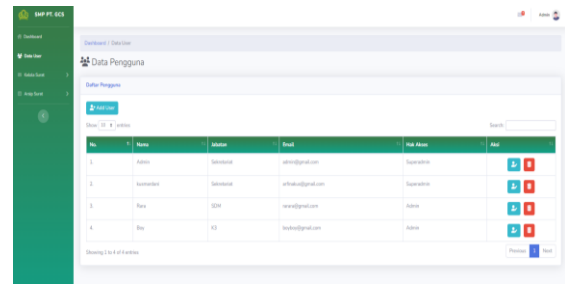 SMP PT. GCS
Admin
Dashboard
Dashboard / Data User
Data User
Data Pengguna
Kelola Surat
Daftar Pengguna
Arsip Surat
Add User
Show 10 entries
Search:
No. Nama Jabatan Email Hak Akses Aksi
1. Admin Sekretariat admin@gmail.com Superadmin
2. Sekretariat Superadmin
3. Rara SDM rarara@gmail.com Admin
4. Boy K3 Admin
Showing 1 to 4 of 4 entries
Previous 1 Next